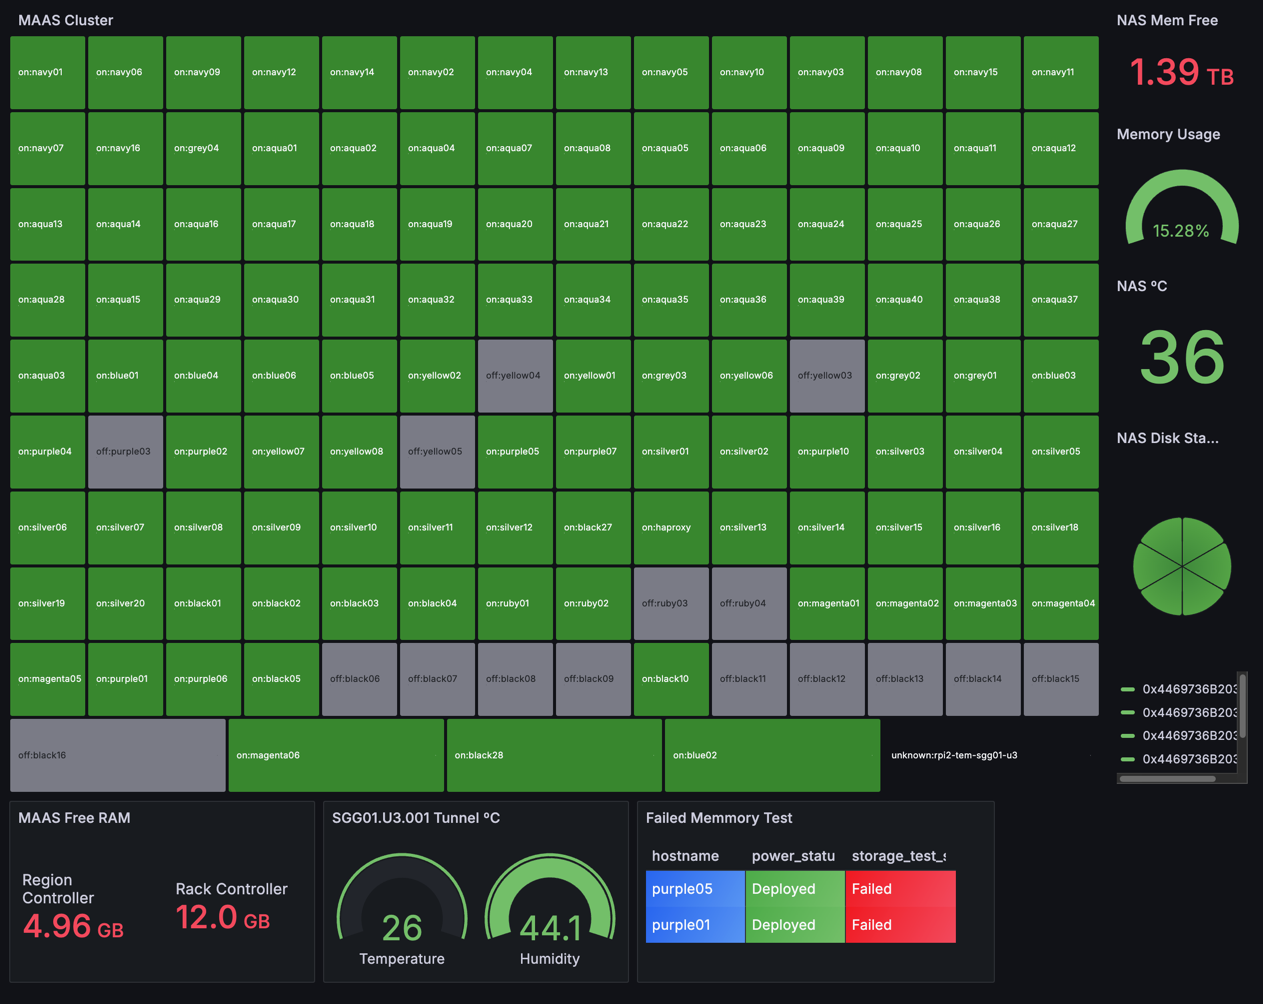 MAAS Cluster
on:navy01 on:navy06 on:navy09 on:navy12 on:navy14 on:navy02 on:navy04 on:navy13 on:navy05 on:navy10 on:navy03 on:navy08 on:navy15 on:navy11
on:navy07 on:navy16 on:grey04 on:aqua01 on:aqua02 on:aqua04 on:aqua07 on:aqua08 on:aqua05 on:aqua06 on:aqua09 on:aqua10 on:aqua11 on:aqua12
on:aqua13 on:aqua14 on:aqua16 on:aqua17 on:aqua18 on:aqua19 on:aqua20 on:aqua21 on:aqua22 on:aqua23 on:aqua24 on:aqua25 on:aqua26 on:aqua27
on:aqua28 on:aqua15 on:aqua29 on:aqua30 on:aqua31 on:aqua32 on:aqua33 on:aqua34 on:aqua35 on:aqua36 on:aqua39 on:aqua40 on:aqua38 on:aqua37
on:aqua03 on:blue01 on:blue04 on:blue06 on:blue05 on:yellow02 off:yellow04 on:yellow01 on:grey03 on:yellow06 off:yellow03 on:grey02 on:grey01 on:blue03
on:purple04 off:purple03 on:purple02 on:yellow07 on:yellow08 off:yellow05 on:purple05 on:purple07 on:silver01 on:silver02 on:purple10 on:silver03 on:silver04 on:silver05
on:silver06 on:silver07 on:silver08 on:silver09 on:silver10 on:silver11 on:silver12 on:black27 on:haproxy on:silver13 on:silver14 on:silver15 on:silver16 on:silver18
on:silver19 on:silver20 on:black01 on:black02 on:black03 on:black04 on:ruby01 on:ruby02 off:ruby03 off:ruby04 on:magenta01 on:magenta02 on:magenta03 on:magenta04
on:magenta05 on:purple01 on:purple06 on:black05 off:black06 off:black07 off:black08 off:black09 on:black10 off:black11 off:black12 off:black13 off:black14 off:black15
off:black16 on:magenta06 on:black28 on:blue02 unknown:rpi2-tem-sgg01-u3
NAS Mem Free
1.39 TB
Memory Usage
15.28%
NAS ºC
36
NAS Disk Sta...
0x4469736B203
0x4469736B203
0x4469736B203
0x4469736B203
MAAS Free RAM
Region
Controller
4.96 GB
Rack Controller
12.0 GB
SGG01.U3.001 Tunnel ºC
26
Temperature
44.1
Humidity
Failed Memmory Test
hostname power_statu storage_test_s
purple05 Deployed Failed
purple01 Deployed Failed